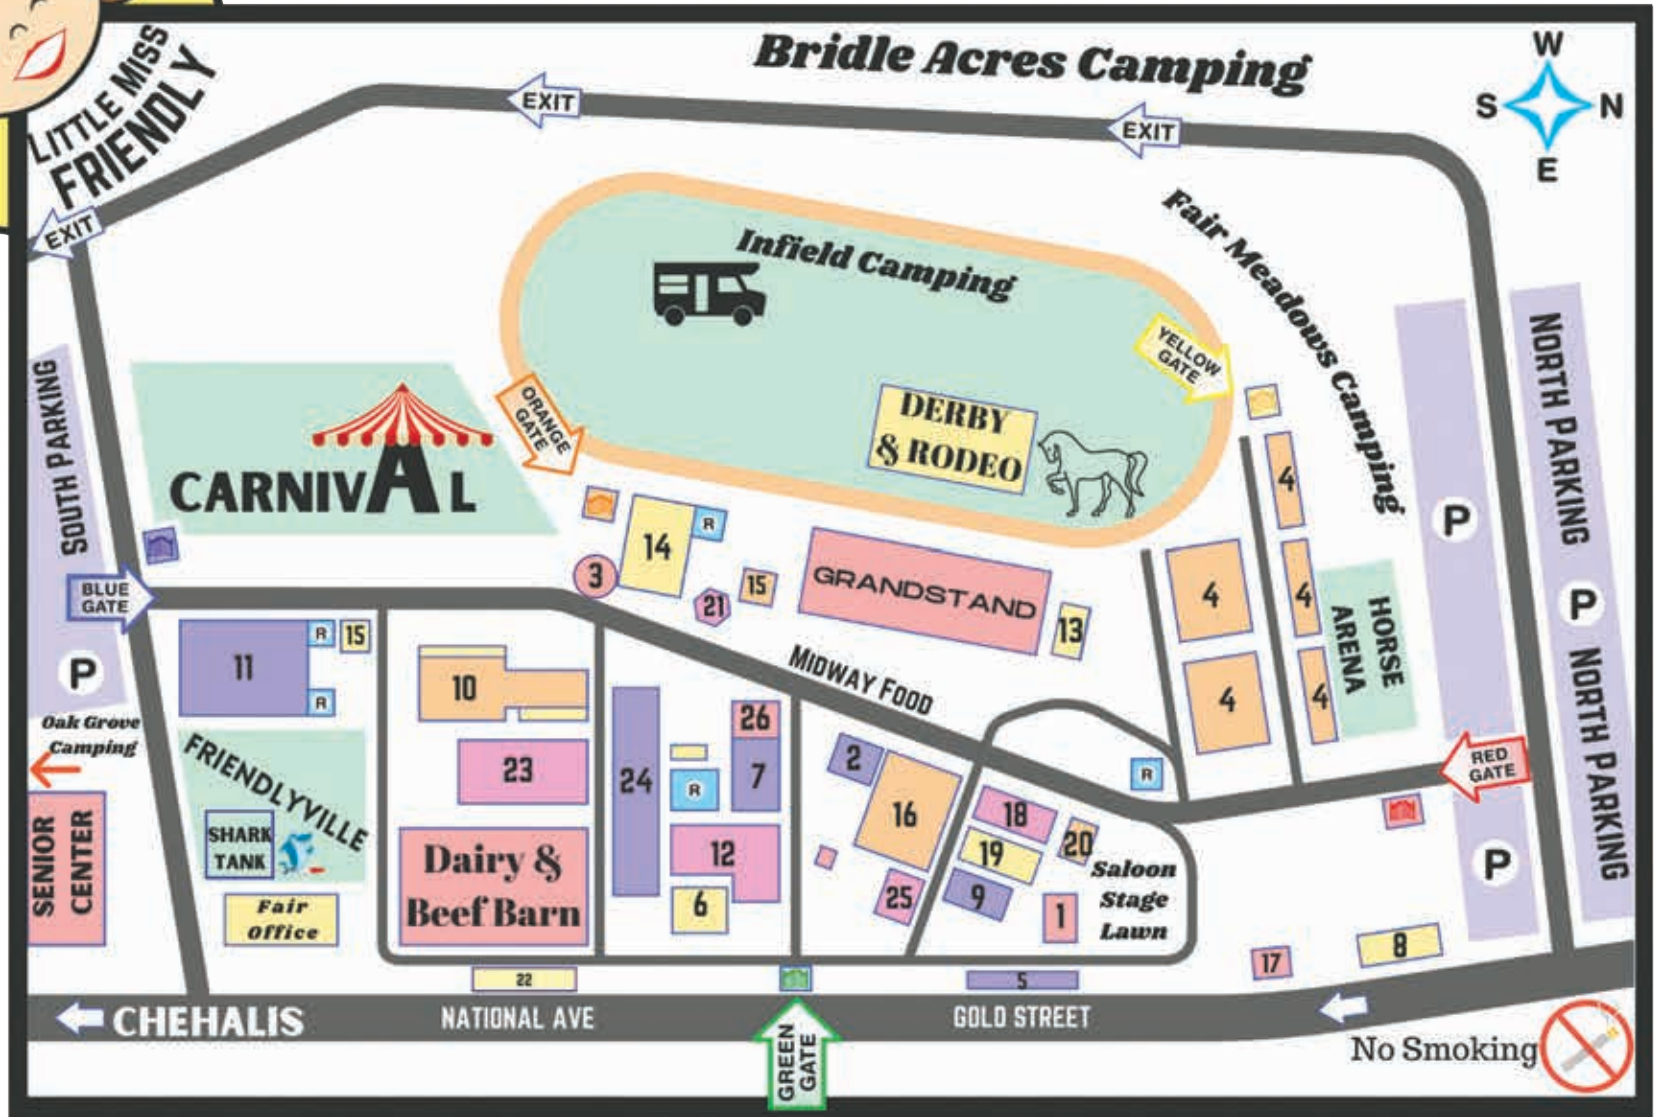 LITTLE MISS
FRIENDLY
Bridle Acres Camping
W
S N
E
EXIT
EXIT
EXIT
Infield Camping
Fair Meadows Camping
YELLOW
GATE
ORANGE
GATE
DERBY
& RODEO
CARNIVAL
SOUTH PARKING
NORTH PARKING
P
P
NORTH PARKING
BLUE
GATE
P
3
14
R
21
15
GRANDSTAND
13
4
4
4
4
4
HORSE
ARENA
MIDWAY FOOD
11
R
15
R
Oak Grove
Camping
SENIOR
CENTER
FRIENDLYVILLE
SHARK
TANK
Fair
Office
10
23
Dairy &
Beef Barn
24
26
7
R
12
6
2
16
25
18
19
9
20
1
Saloon
Stage
Lawn
R
RED
GATE
P
17
8
22
5
CHEHALIS
NATIONAL AVE
GOLD STREET
GREEN
GATE
No Smoking